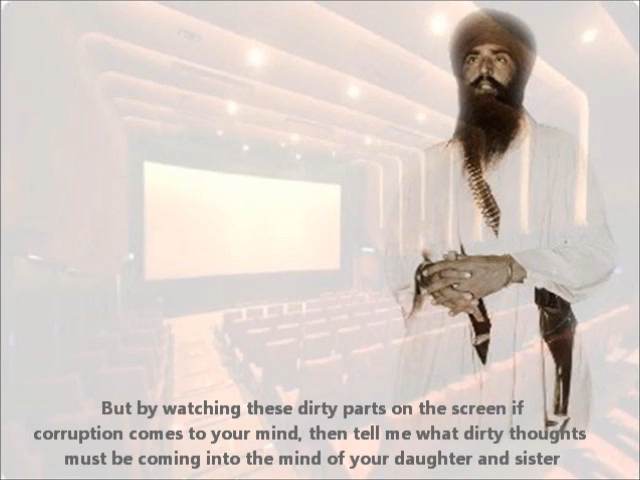 But by watching these dirty parts on the screen if
corruption comes to your mind, then tell me what dirty thoughts
must be coming into the mind of your daughter and sister